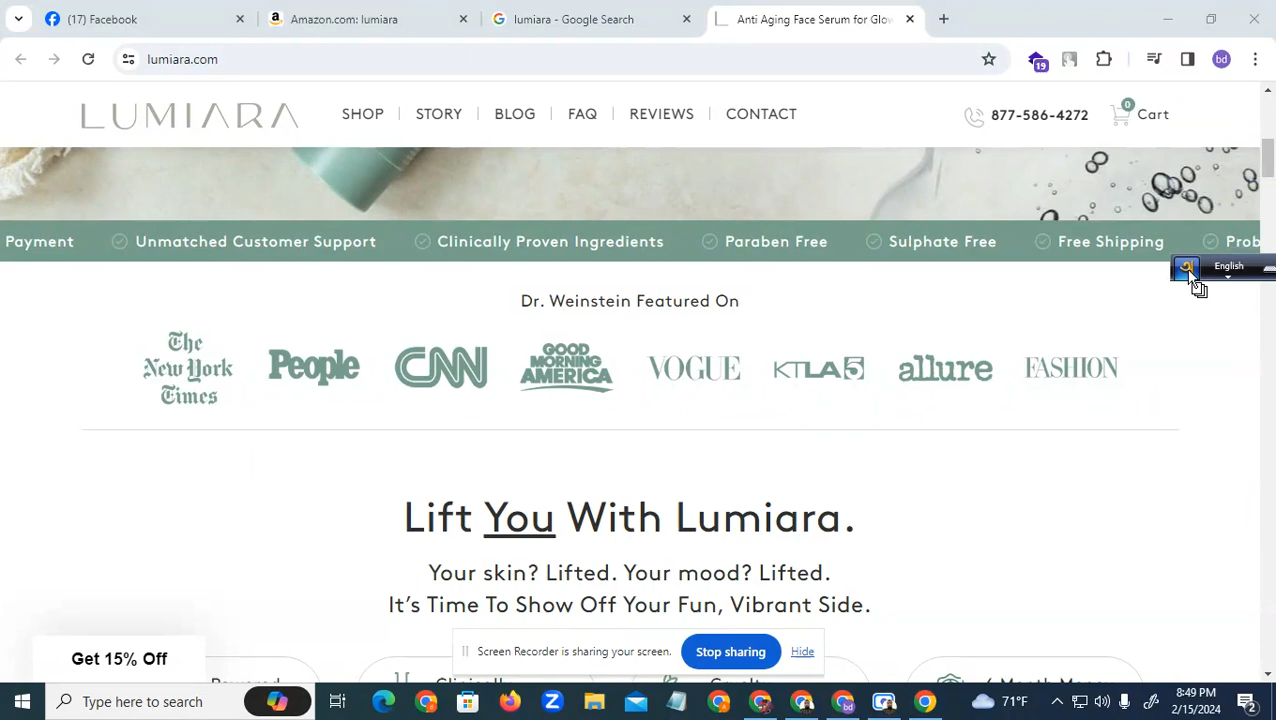 (17) Facebook
Amazon.com: lumiara
lumiara - Google Search
Anti Aging Face Serum for Glo
lumiara.com
19
bd
LUMIARA
SHOP
STORY
BLOG
FAQ
REVIEWS
CONTACT
877-586-4272
0
Cart
Payment
Unmatched Customer Support
Clinically Proven Ingredients
Paraben Free
Sulphate Free
Free Shipping
Prob
English
Dr. Weinstein Featured On
The
New York
Times
People
CNN
GOOD
MORNING
AMERICA
VOGUE
KTLA 5
allure
FASHION
Lift You With Lumiara.
Your skin? Lifted. Your mood? Lifted.
It's Time To Show Off Your Fun, Vibrant Side.
Get 15% Off
Screen Recorder is sharing your screen.
Stop sharing
Hide
Type here to search
71°F
8:49 PM
2/15/2024
2